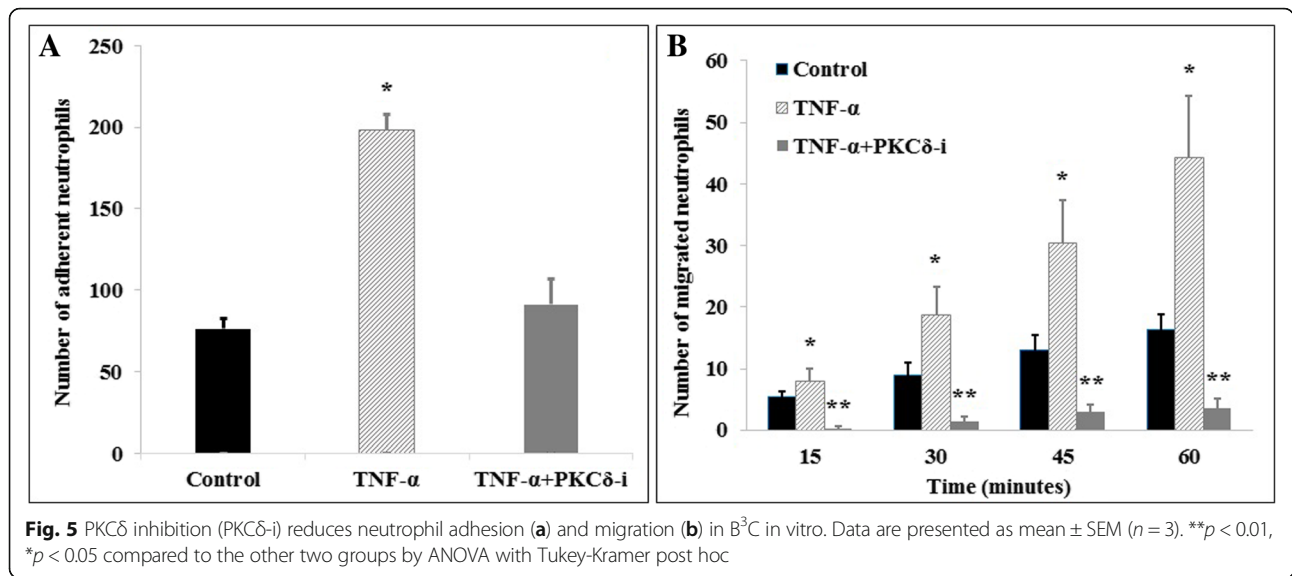 A
250
200
150
100
50
0
Number of adherent neutrophils
*
Control TNF-α TNF-α+PKCδ-i
B
60
50
40
30
20
10
0
Number of migrated neutrophils
Control
TNF-α
TNF-α+PKCδ-i
* ** * ** * ** * **
15 30 45 60
Time (minutes)
Fig. 5 PKCδ inhibition (PKCδ-i) reduces neutrophil adhesion (a) and migration (b) in B³C in vitro. Data are presented as mean ± SEM (n = 3). **p < 0.01,
*p < 0.05 compared to the other two groups by ANOVA with Tukey-Kramer post hoc